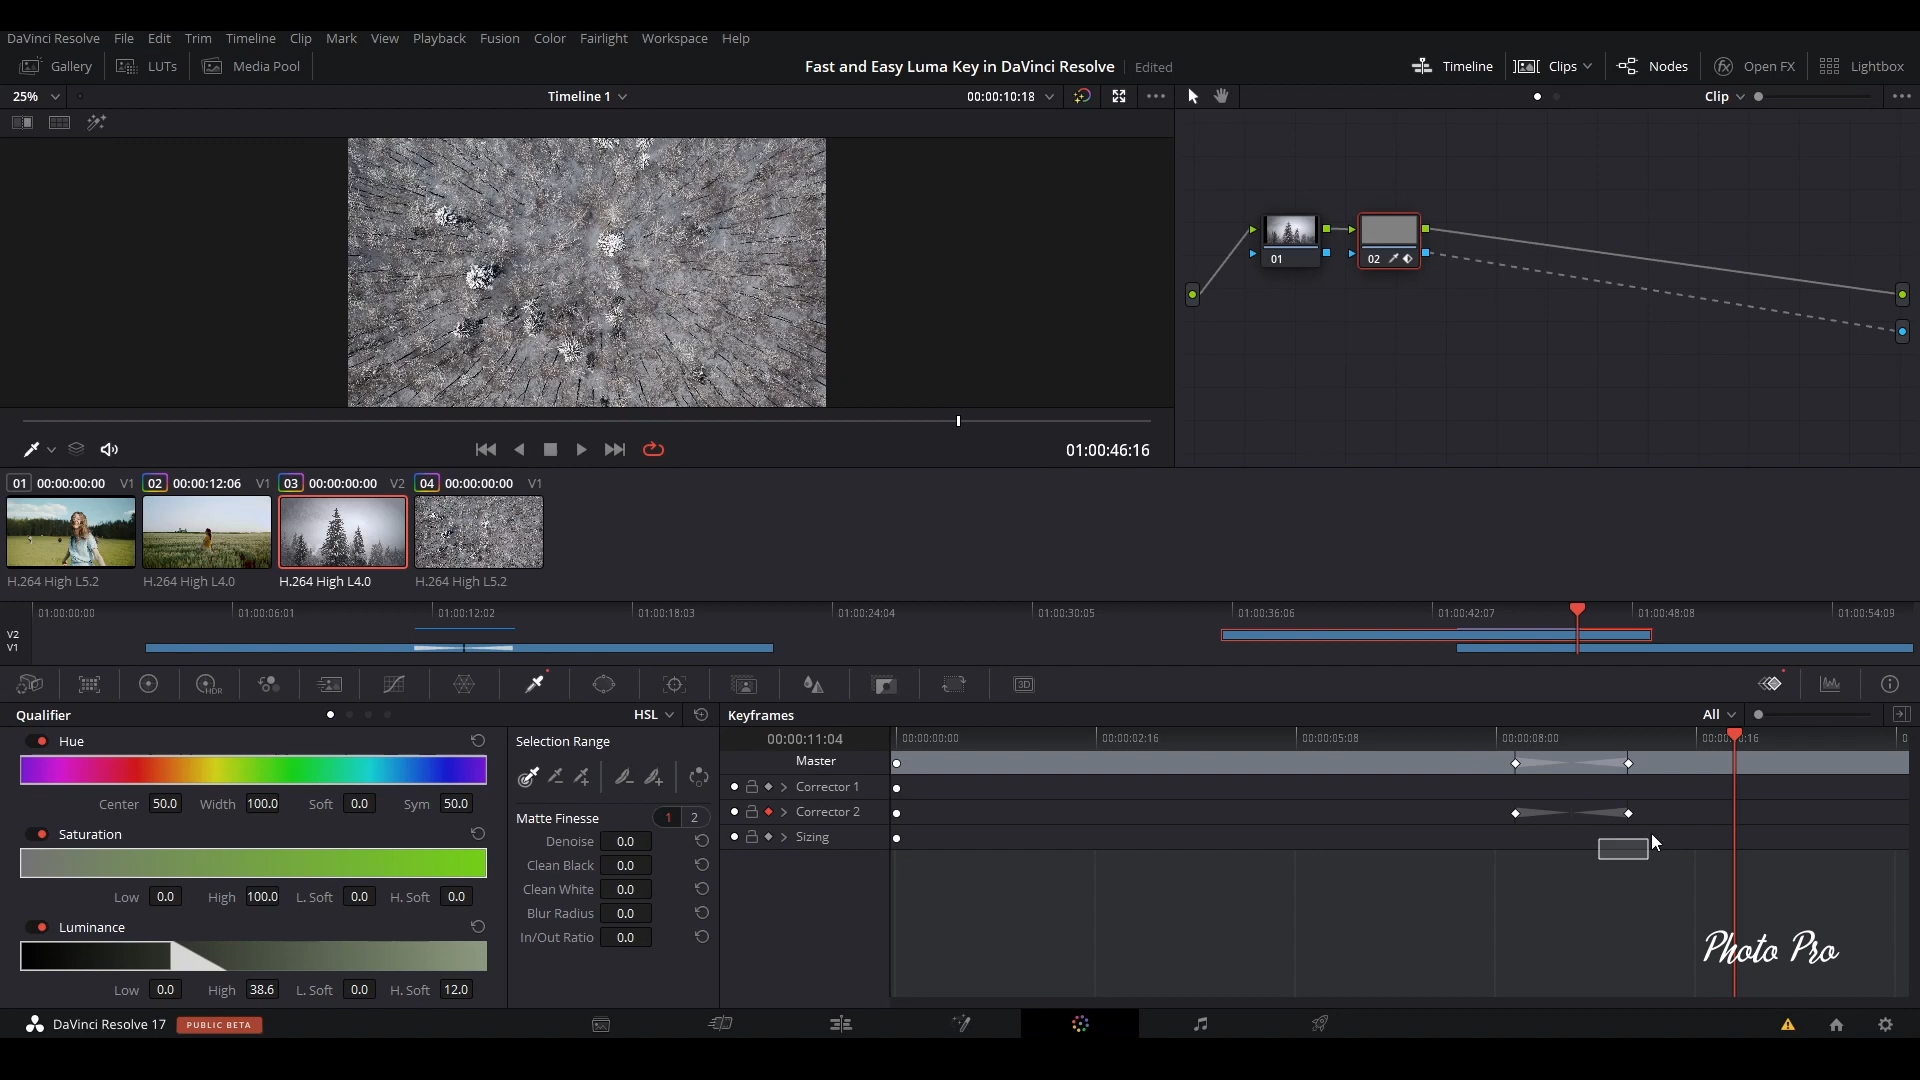 DaVinci Resolve File Edit Trim Timeline Clip Mark View Playback Fusion Color Fairlight Workspace Help
Gallery LUTs Media Pool Fast and Easy Luma Key in DaVinci Resolve Edited Timeline Clips Nodes Open FX Lightbox
25% Timeline 1 00:00:10:18 Clip
01 02
01:00:46:16
01 00:00:00:00 V1 02 00:00:12:06 V1 03 00:00:00:00 V2 04 00:00:00:00 V1
H.264 High L5.2 H.264 High L4.0 H.264 High L4.0 H.264 High L5.2
01:00:00:00 01:00:06:01 01:00:12:02 01:00:18:03 01:00:24:04 01:00:30:05 01:00:36:06 01:00:42:07 01:00:48:08 01:00:54:09
V2
V1
HDR 3D
Qualifier HSL Keyframes All
Hue Selection Range 00:00:11:04 00:00:00:00 00:00:02:16 00:00:05:08 00:00:08:00
Master
Corrector 1
Center 50.0 Width 100.0 Soft 0.0 Sym 50.0
Matte Finesse 1 2 Corrector 2
Saturation Denoise 0.0 Sizing
Clean Black 0.0
Clean White 0.0
Low 0.0 High 100.0 L. Soft 0.0 H. Soft 0.0
Blur Radius 0.0
Luminance In/Out Ratio 0.0
Photo Pro
Low 0.0 High 38.6 L. Soft 0.0 H. Soft 12.0
DaVinci Resolve 17 PUBLIC BETA